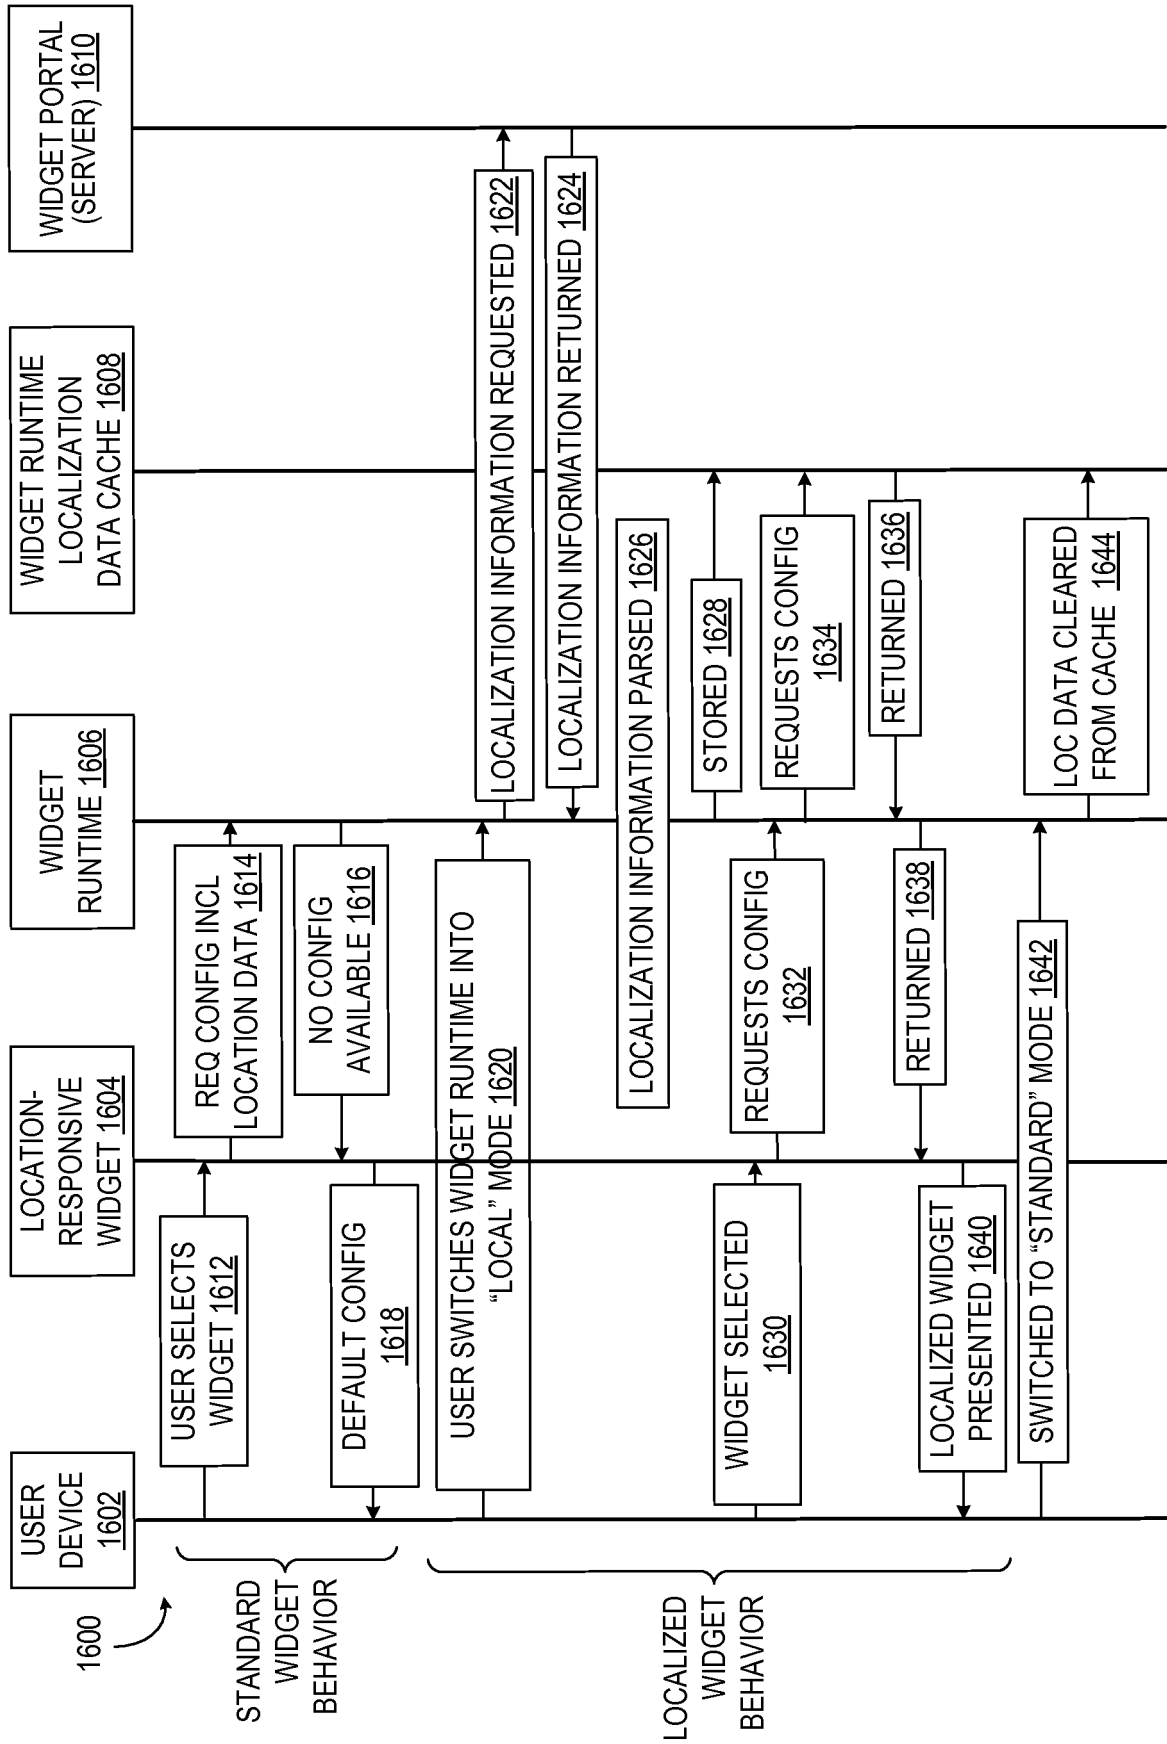 1600
USER
DEVICE
1602
LOCATION-
RESPONSIVE
WIDGET 1604
WIDGET
RUNTIME 1606
WIDGET RUNTIME
LOCALIZATION
DATA CACHE 1608
WIDGET PORTAL
(SERVER) 1610
STANDARD
WIDGET
BEHAVIOR
USER SELECTS
WIDGET 1612
REQ CONFIG INCL
LOCATION DATA 1614
NO CONFIG
AVAILABLE 1616
DEFAULT CONFIG
1618
LOCALIZED
WIDGET
BEHAVIOR
USER SWITCHES WIDGET RUNTIME INTO
“LOCAL” MODE 1620
LOCALIZATION INFORMATION REQUESTED 1622
LOCALIZATION INFORMATION RETURNED 1624
LOCALIZATION INFORMATION PARSED 1626
STORED 1628
WIDGET SELECTED
1630
REQUESTS CONFIG
1632
REQUESTS CONFIG
1634
RETURNED 1636
RETURNED 1638
LOCALIZED WIDGET
PRESENTED 1640
SWITCHED TO “STANDARD” MODE 1642
LOC DATA CLEARED
FROM CACHE 1644